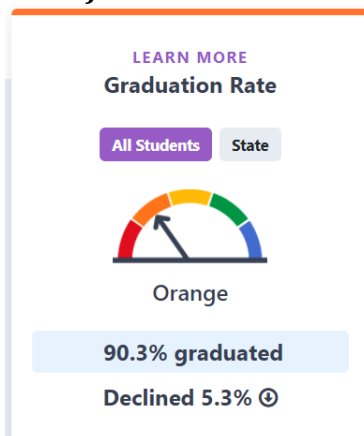 LEARN MORE
Graduation Rate
All Students State
Orange
90.3% graduated
Declined 5.3%